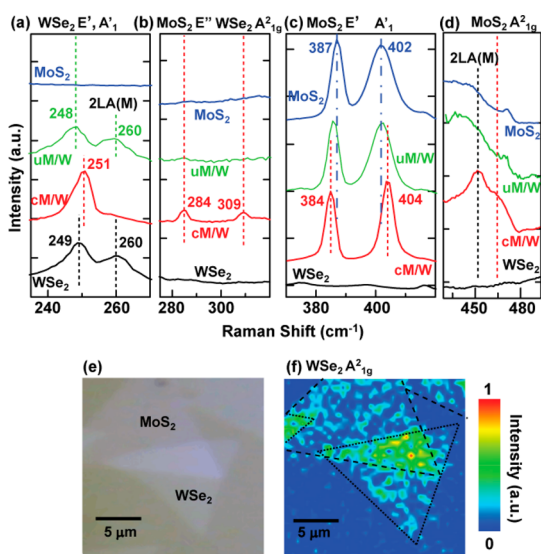 (a) WSe₂ E', A'₁
(b) MoS₂ E'' WSe₂ A²₁g
(c) MoS₂ E' A'₁
(d) MoS₂ A²₁g
Intensity (a.u.)
MoS₂
2LA(M)
248
260
uM/W
251
cM/W
249
260
WSe₂
240
250
260
MoS₂
uM/W
284
309
cM/W
WSe₂
280
300
387
402
MoS₂
uM/W
384
404
cM/W
WSe₂
380
400
2LA(M)
MoS₂
uM/W
cM/W
WSe₂
440
480
Raman Shift (cm⁻¹)
(e)
MoS₂
WSe₂
5 μm
(f) WSe₂ A²₁g
5 μm
1
0
Intensity (a.u.)